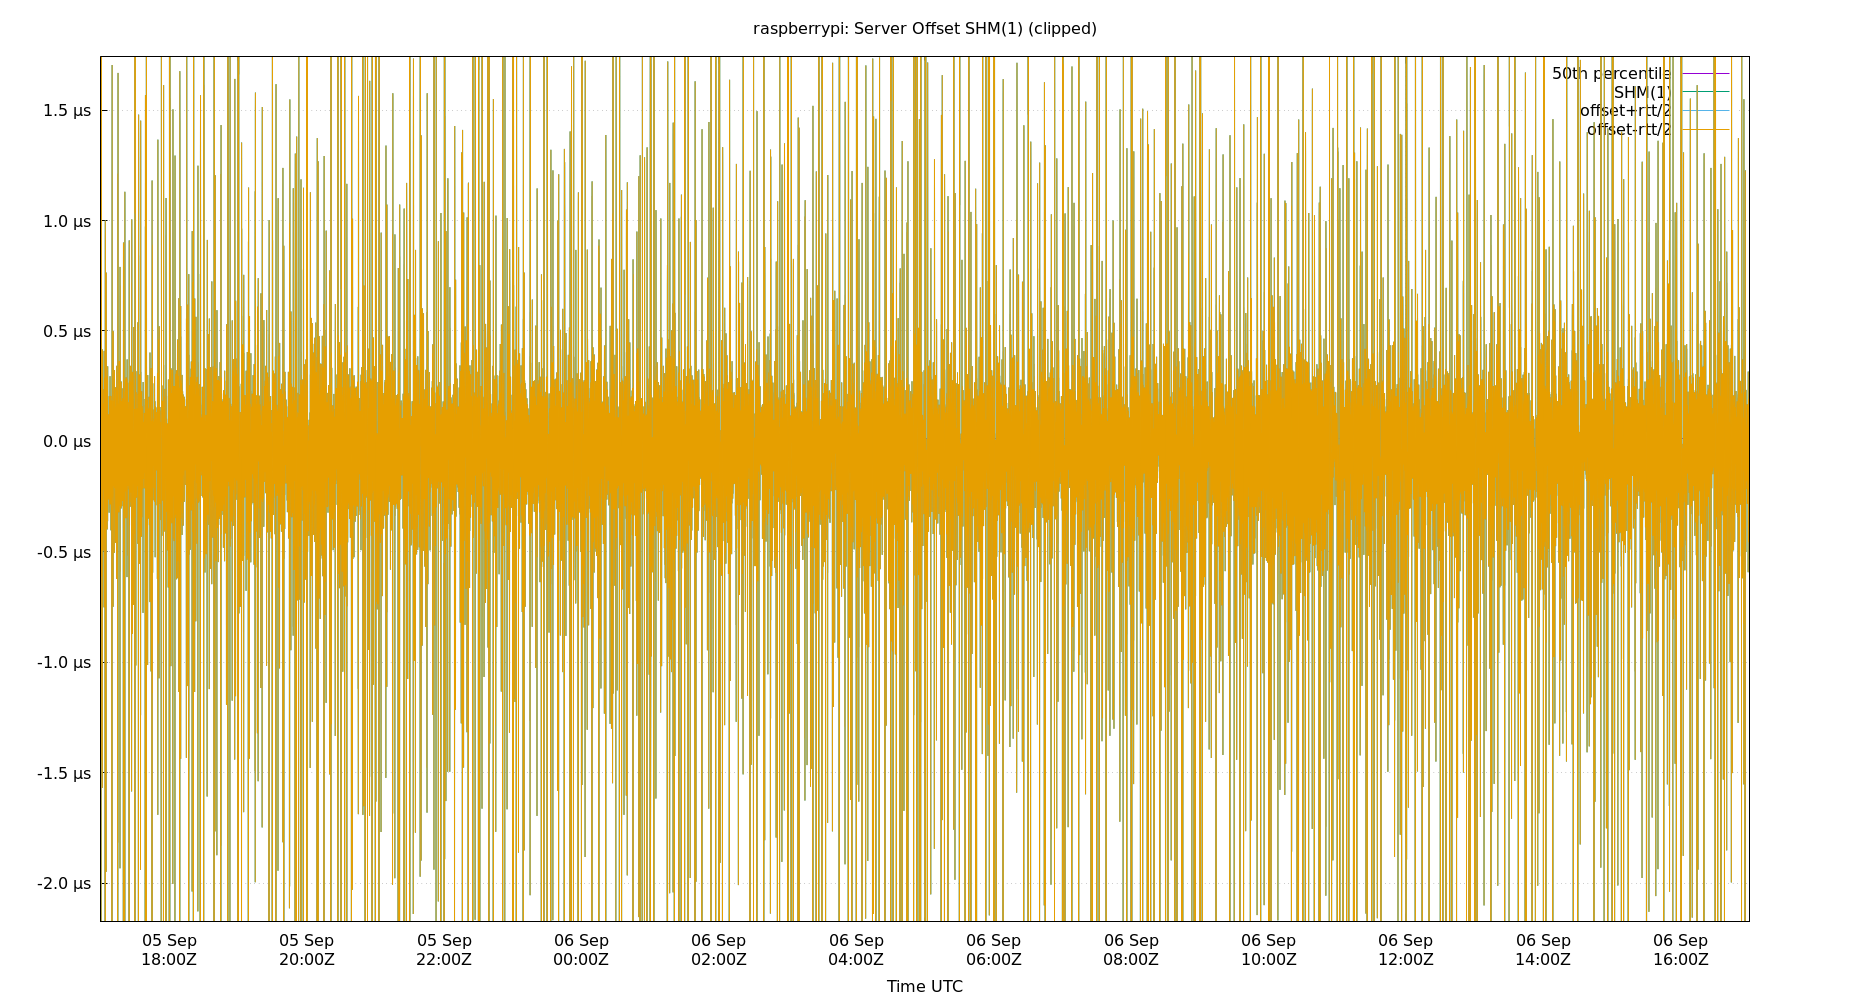 raspberrypi: Server Offset SHM(1) (clipped)
50th percentile
SHM(1)
offset+rtt/2
offset-rtt/2
1.5 µs
1.0 µs
0.5 µs
0.0 µs
-0.5 µs
-1.0 µs
-1.5 µs
-2.0 µs
05 Sep 05 Sep 05 Sep 06 Sep 06 Sep 06 Sep 06 Sep 06 Sep 06 Sep 06 Sep 06 Sep 06 Sep
18:00Z 20:00Z 22:00Z 00:00Z 02:00Z 04:00Z 06:00Z 08:00Z 10:00Z 12:00Z 14:00Z 16:00Z
Time UTC